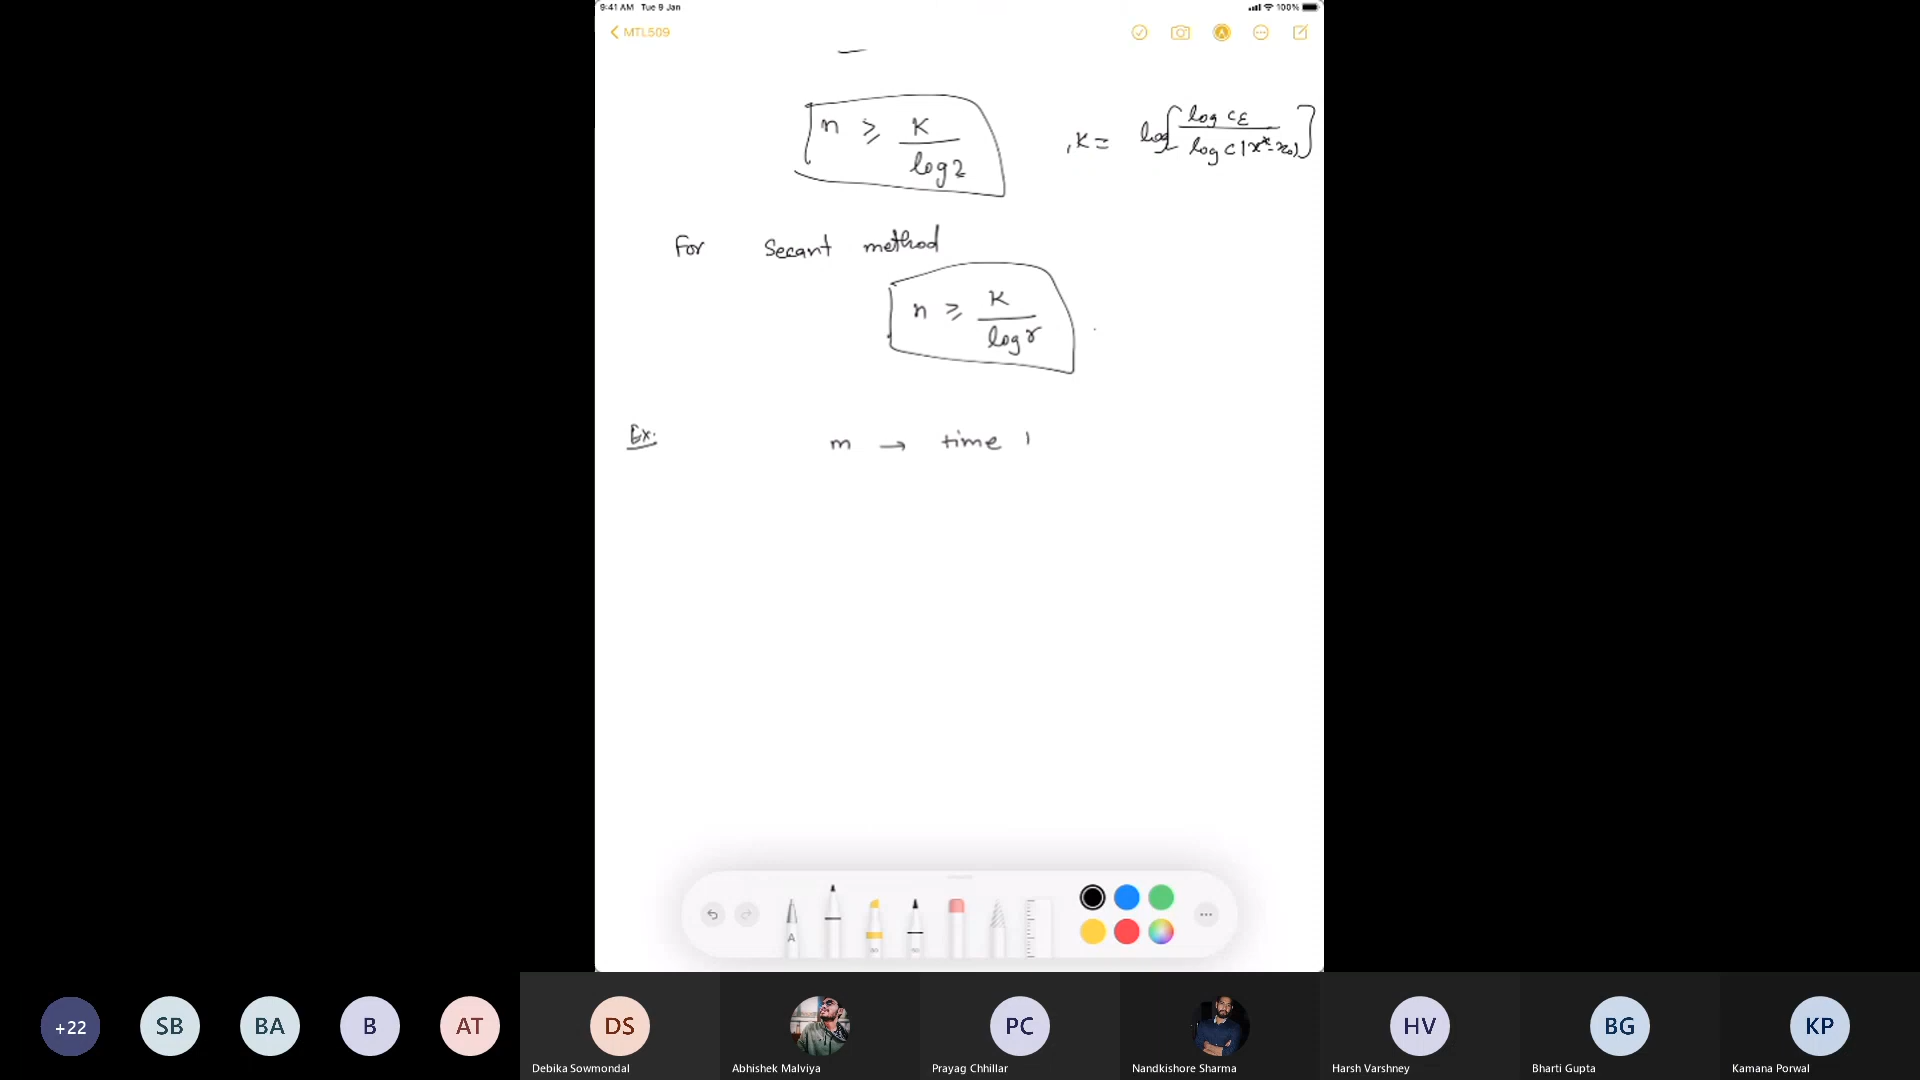 9:41 AM Tue 9 Jan
100%
MTL509
n ≥ K / log 2 , K = log [ log cε / log c|x* - x0| ]
For Secant method
n ≥ K / log r
Ex. m → time
A
+22
SB
BA
B
AT
DS
PC
HV
BG
KP
Debika Sowmondal
Abhishek Malviya
Prayag Chhillar
Nandkishore Sharma
Harsh Varshney
Bharti Gupta
Kamana Porwal